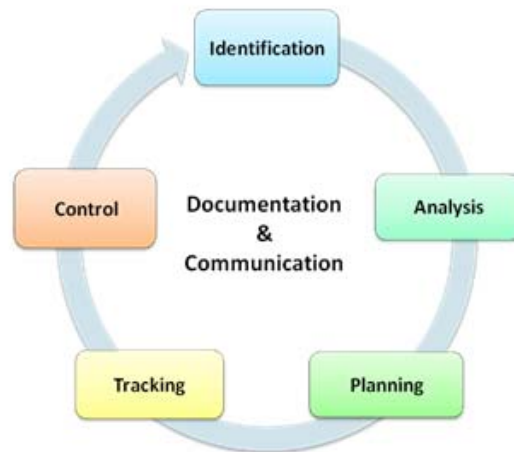 Identification
Analysis
Planning
Tracking
Control
Documentation
&
Communication